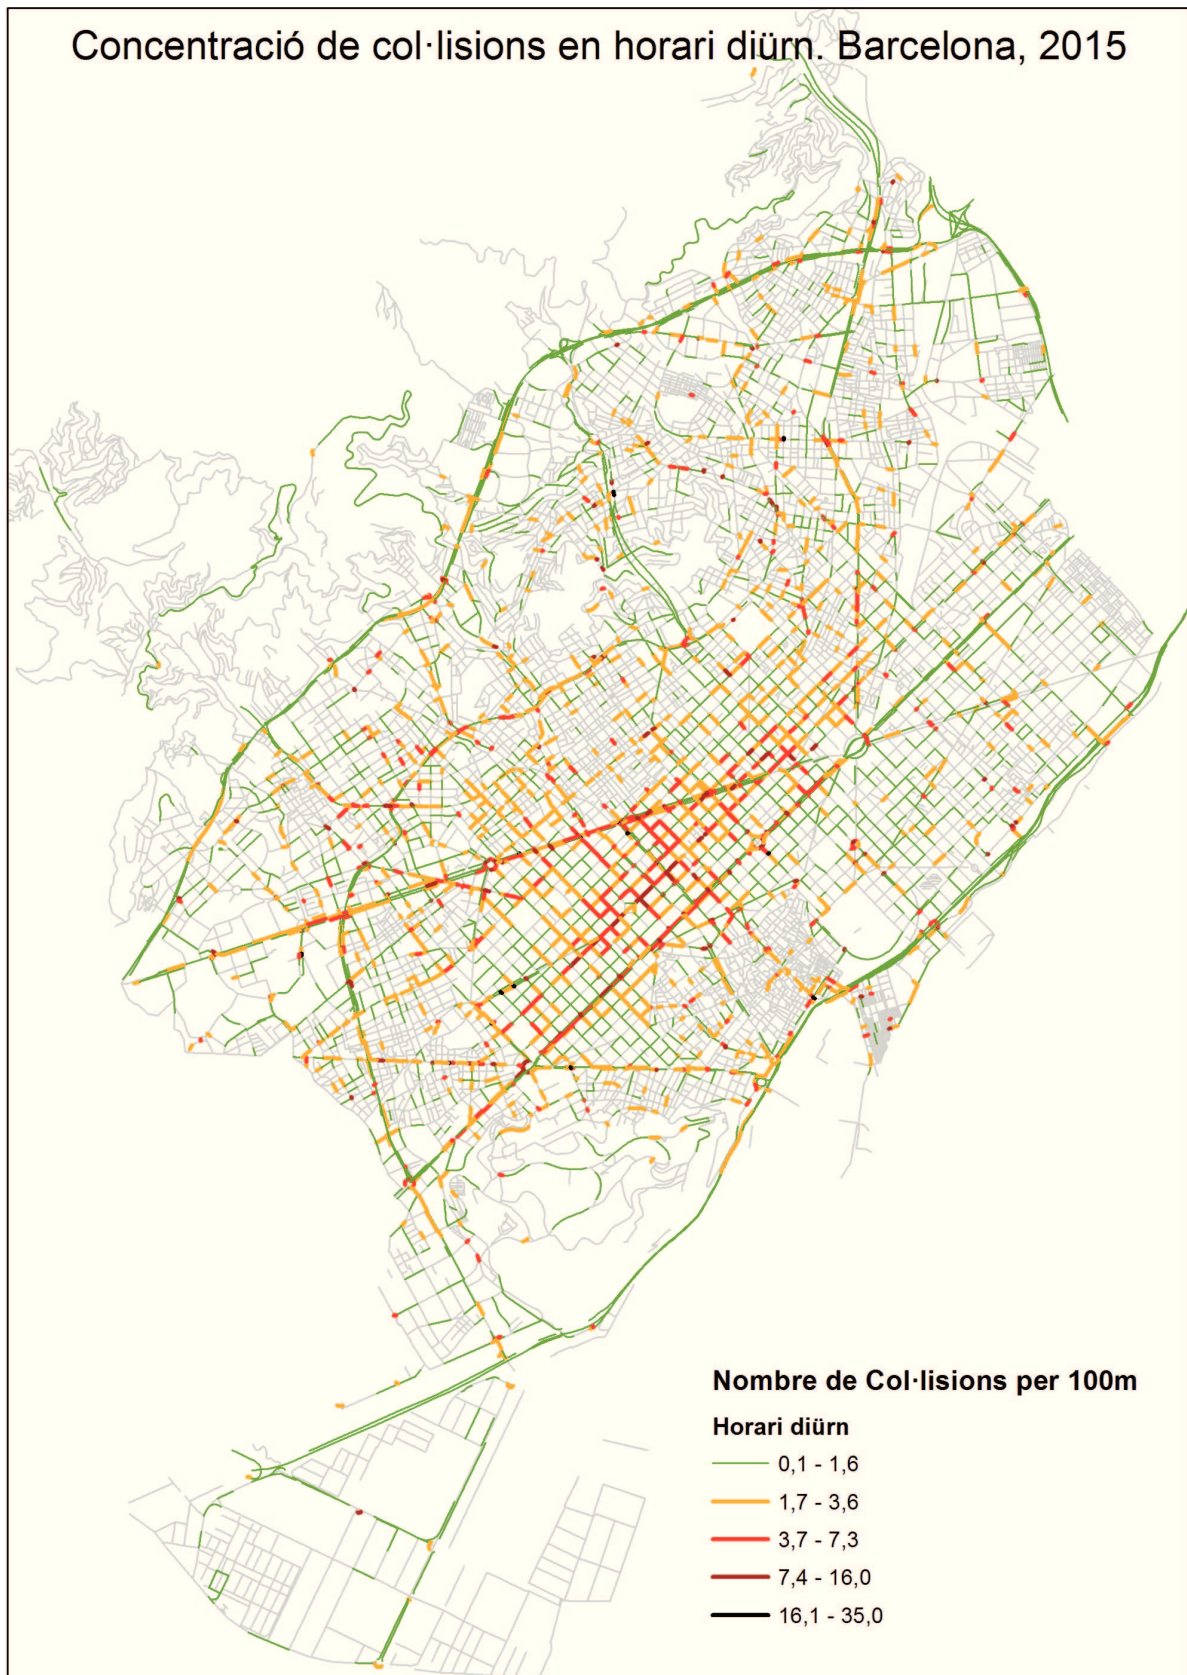 Concentració de col·lisions en horari diürn. Barcelona, 2015
Nombre de Col·lisions per 100m
Horari diürn
0,1 - 1,6
1,7 - 3,6
3,7 - 7,3
7,4 - 16,0
16,1 - 35,0